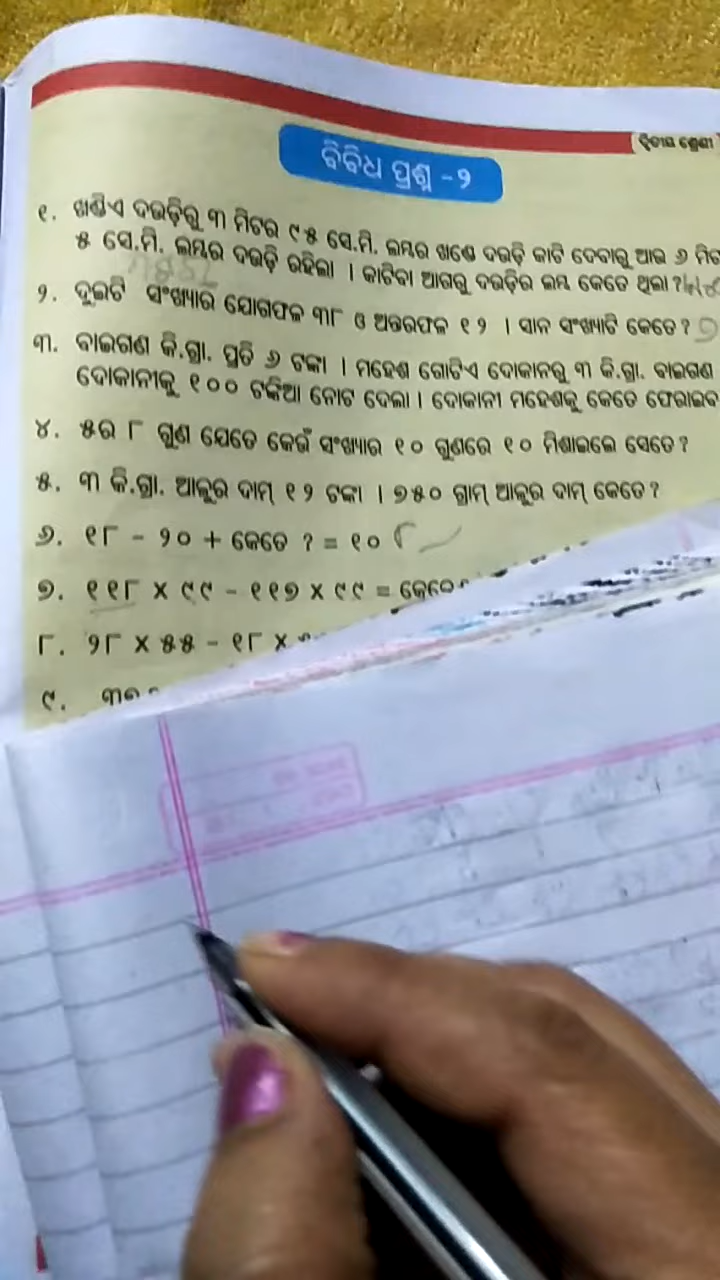 ଦ୍ୱିତୀୟ ଶ୍ରେଣୀ
ବିବିଧ ପ୍ରଶ୍ନ -୨
୧. ଖଣ୍ଡିଏ ଦଉଡ଼ିରୁ ୩ ମିଟର ୯୫ ସେ.ମି. ଲମ୍ବର ଖଣ୍ଡେ ଦଉଡ଼ି କାଟି ଦେବାରୁ ଆଉ ୬
୫ ସେ.ମି. ଲମ୍ବର ଦଉଡ଼ି ରହିଲା । କାଟିବା ଆଗରୁ ଦଉଡ଼ିର ଲମ୍ବ କେତେ ଥିଲା ?
୨. ଦୁଇଟି ସଂଖ୍ୟାର ଯୋଗଫଳ ୩୮ ଓ ଅନ୍ତରଫଳ ୧୨ । ସାନ ସଂଖ୍ୟାଟି କେତେ ?
୩. ବାଇଗଣ କି.ଗ୍ରା. ପ୍ରତି ୬ ଟଙ୍କା । ମହେଶ ଗୋଟିଏ ଦୋକାନରୁ ୩ କି.ଗ୍ରା. ବାଇଗଣ
ଦୋକାନୀକୁ ୧୦୦ ଟଙ୍କିଆ ନୋଟ ଦେଲା । ଦୋକାନୀ ମହେଶକୁ କେତେ ଫେରାଇବ
୪. ୫ର ୮ ଗୁଣ ଯେତେ କେଉଁ ସଂଖ୍ୟାର ୧୦ ଗୁଣରେ ୧୦ ମିଶାଇଲେ ସେତେ ?
୫. ୩ କି.ଗ୍ରା. ଆଳୁର ଦାମ୍ ୧୨ ଟଙ୍କା । ୭୫୦ ଗ୍ରାମ୍ ଆଳୁର ଦାମ୍ କେତେ ?
୬. ୧୮ - ୨୦ + କେତେ ? = ୧୦
୭. ୧୧୮ × ୯୯ - ୧୧୭ × ୯୯ =
୮. ୨୮ × ୫୫ - ୧୮ ×
୯. ୩୭